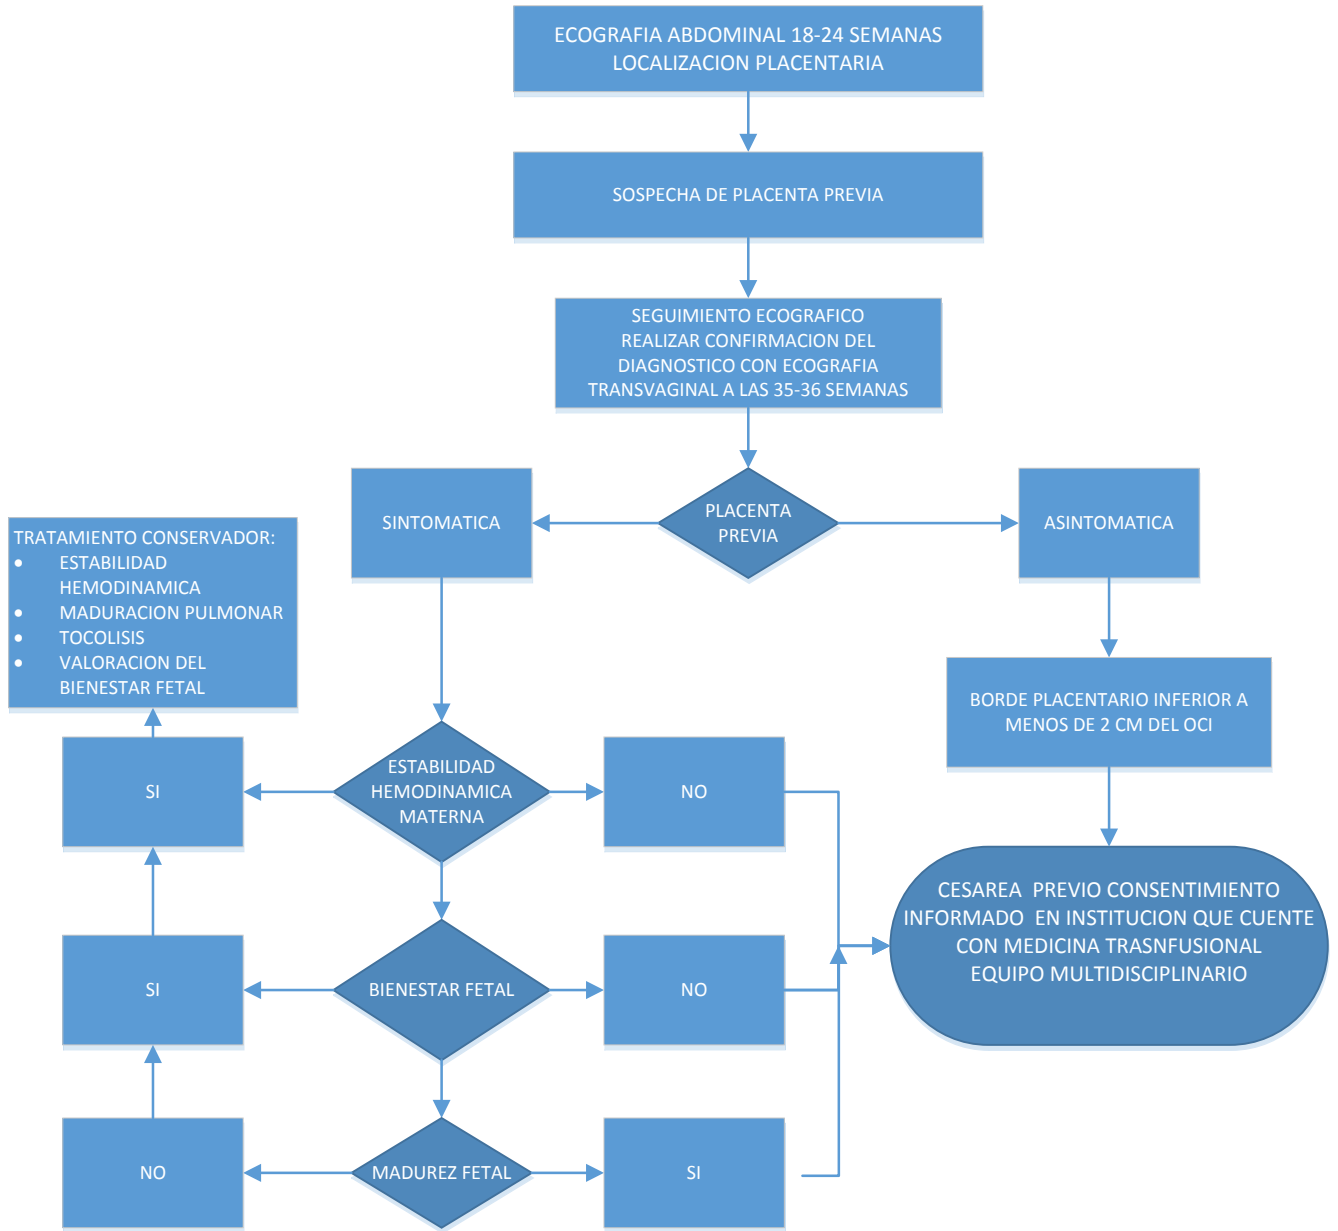 ECOGRAFIA ABDOMINAL 18-24 SEMANAS
LOCALIZACION PLACENTARIA
SOSPECHA DE PLACENTA PREVIA
SEGUIMIENTO ECOGRAFICO
REALIZAR CONFIRMACION DEL
DIAGNOSTICO CON ECOGRAFIA
TRANSVAGINAL A LAS 35-36 SEMANAS
SINTOMATICA
PLACENTA
PREVIA
ASINTOMATICA
TRATAMIENTO CONSERVADOR:
• ESTABILIDAD
HEMODINAMICA
• MADURACION PULMONAR
• TOCOLISIS
• VALORACION DEL
BIENESTAR FETAL
BORDE PLACENTARIO INFERIOR A
MENOS DE 2 CM DEL OCI
SI
ESTABILIDAD
HEMODINAMICA
MATERNA
NO
CESAREA PREVIO CONSENTIMIENTO
INFORMADO EN INSTITUCION QUE CUENTE
CON MEDICINA TRASNFUSIONAL
EQUIPO MULTIDISCIPLINARIO
SI
BIENESTAR FETAL
NO
NO
MADUREZ FETAL
SI